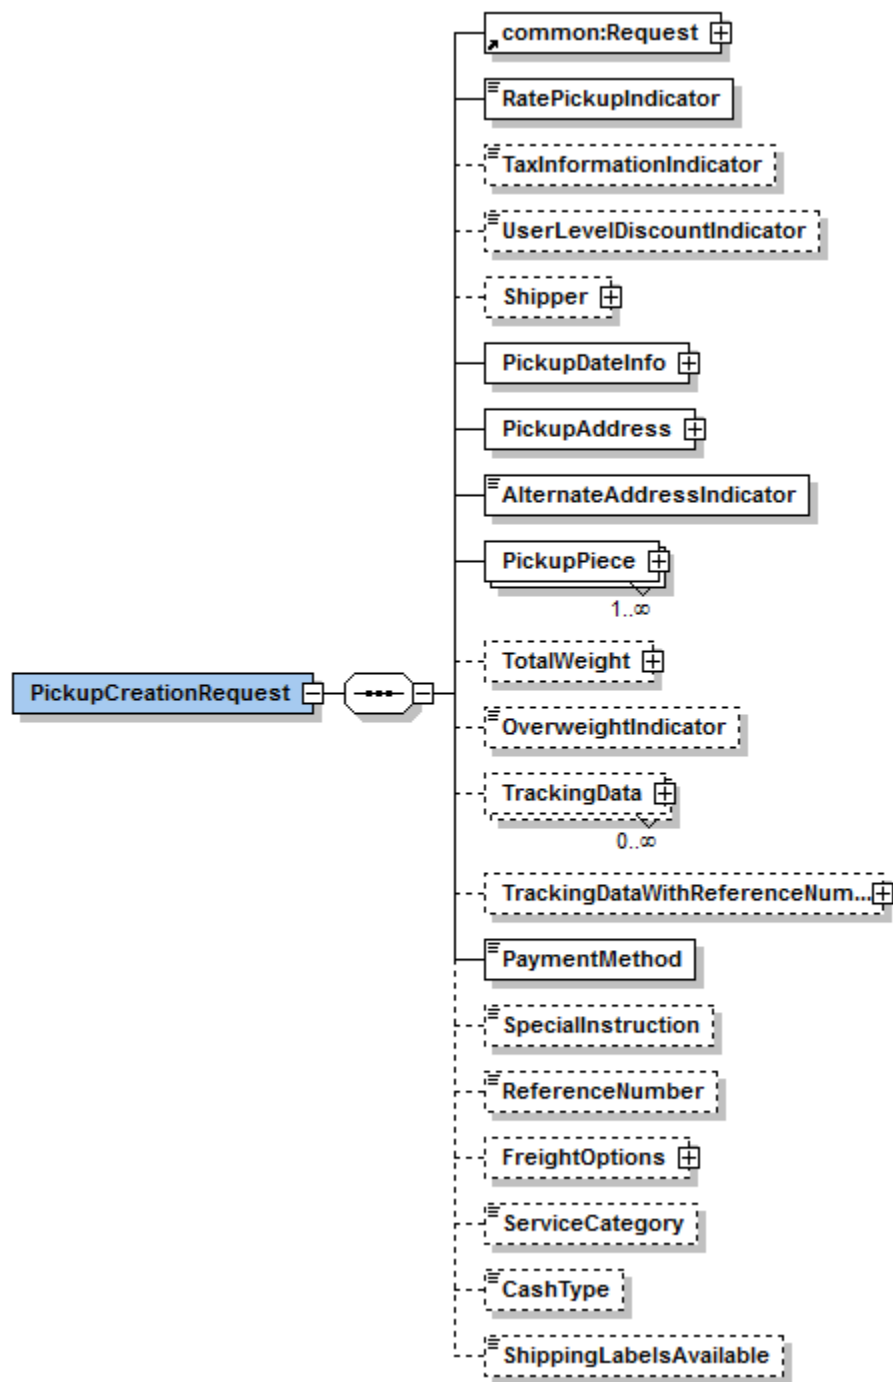 common:Request
RatePickupIndicator
TaxInformationIndicator
UserLevelDiscountIndicator
Shipper
PickupDateInfo
PickupAddress
AlternateAddressIndicator
PickupPiece
1..∞
PickupCreationRequest
TotalWeight
OverweightIndicator
TrackingData
0..∞
TrackingDataWithReferenceNum...
PaymentMethod
SpecialInstruction
ReferenceNumber
FreightOptions
ServiceCategory
CashType
ShippingLabelsAvailable